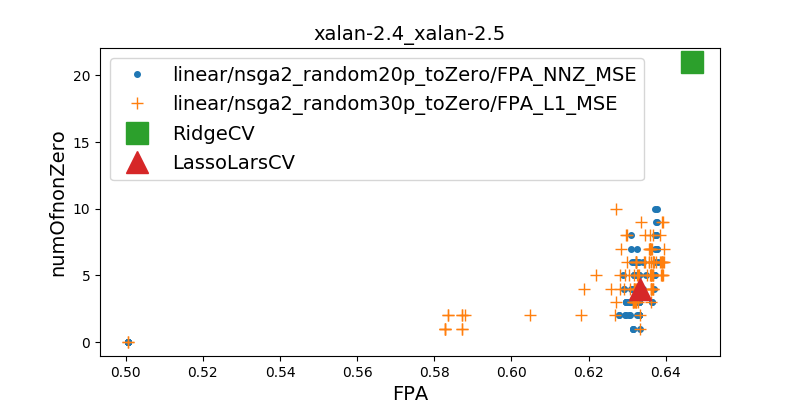 xalan-2.4_xalan-2.5
linear/nsga2_random20p_toZero/FPA_NNZ_MSE
linear/nsga2_random30p_toZero/FPA_L1_MSE
RidgeCV
LassoLarsCV
numOfnonZero
20
15
10
5
0
0.50 0.52 0.54 0.56 0.58 0.60 0.62 0.64
FPA